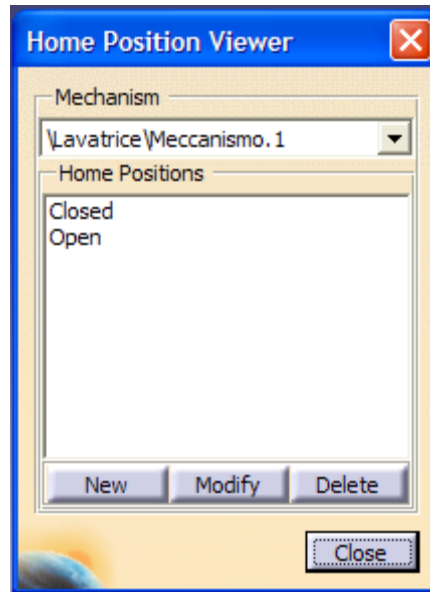 Home Position Viewer
Mechanism
\Lavatrice\Meccanismo.1
Home Positions
Closed
Open
New Modify Delete
Close